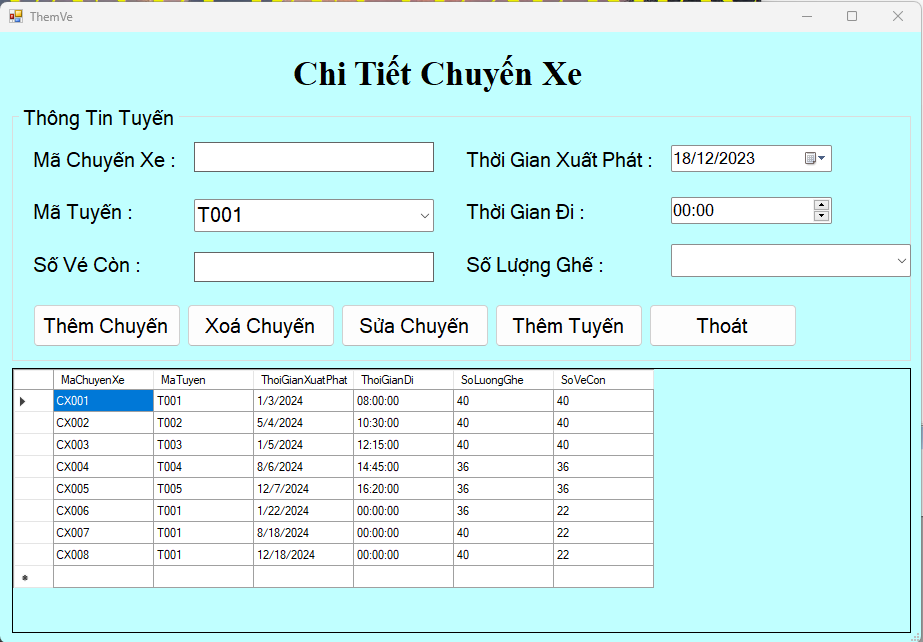 ThemVe
Chi Tiết Chuyến Xe
Thông Tin Tuyến
Mã Chuyến Xe : Thời Gian Xuất Phát : 18/12/2023
Mã Tuyến : T001 Thời Gian Đi : 00:00
Số Vé Còn : Số Lượng Ghế :
Thêm Chuyến Xoá Chuyến Sửa Chuyến Thêm Tuyến Thoát
MaChuyenXe MaTuyen ThoiGianXuatPhat ThoiGianDi SoLuongGhe SoVeCon
CX001 T001 1/3/2024 08:00:00 40 40
CX002 T002 5/4/2024 10:30:00 40 40
CX003 T003 1/5/2024 12:15:00 40 40
CX004 T004 8/6/2024 14:45:00 36 36
CX005 T005 12/7/2024 16:20:00 36 36
CX006 T001 1/22/2024 00:00:00 36 22
CX007 T001 8/18/2024 00:00:00 40 22
CX008 T001 12/18/2024 00:00:00 40 22